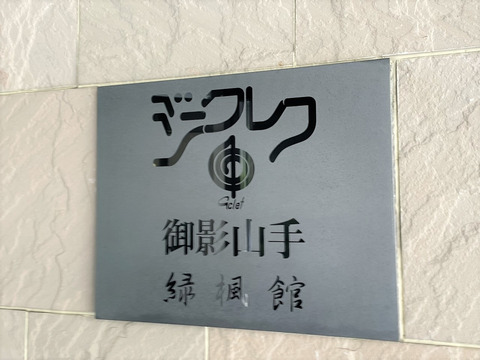 ジークレフ
Gclef
御影山手
緑楓館